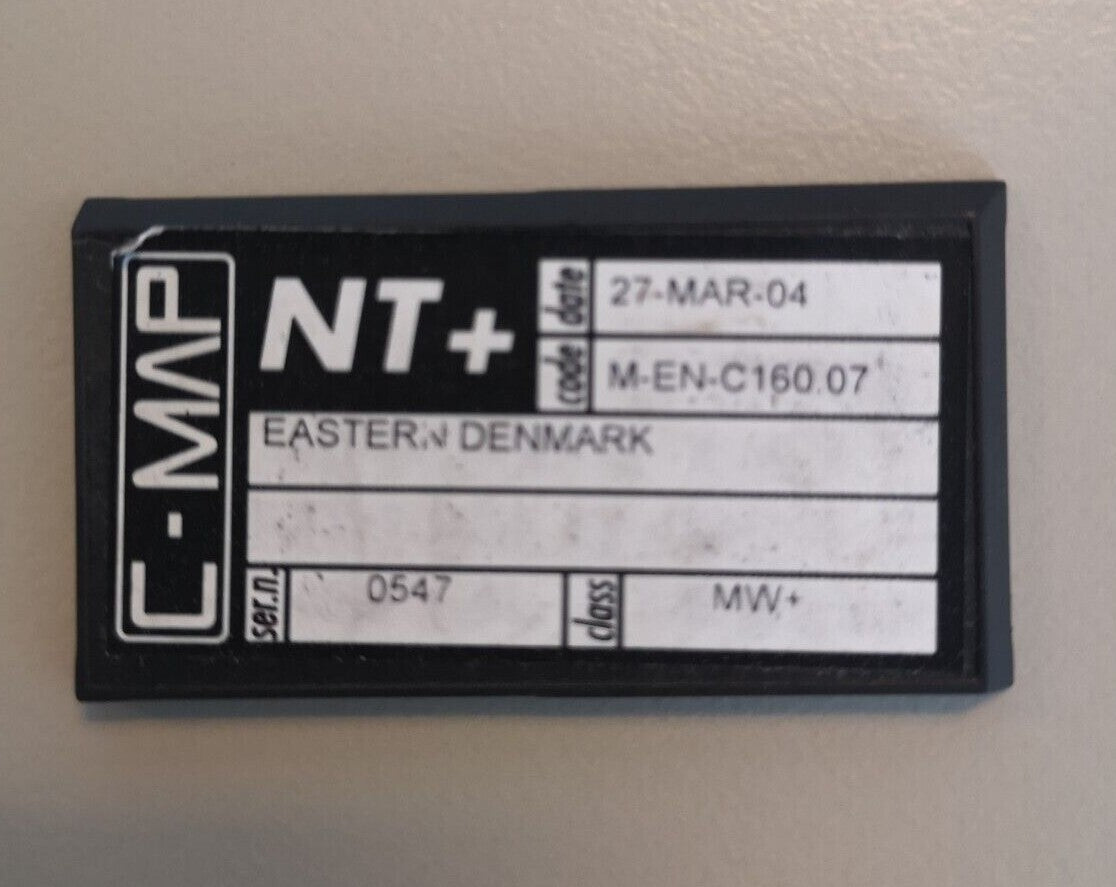 C-MAP
NT+
date 27-MAR-04
code M-EN-C160.07
EASTERN DENMARK
ser.n. 0547
class MW+